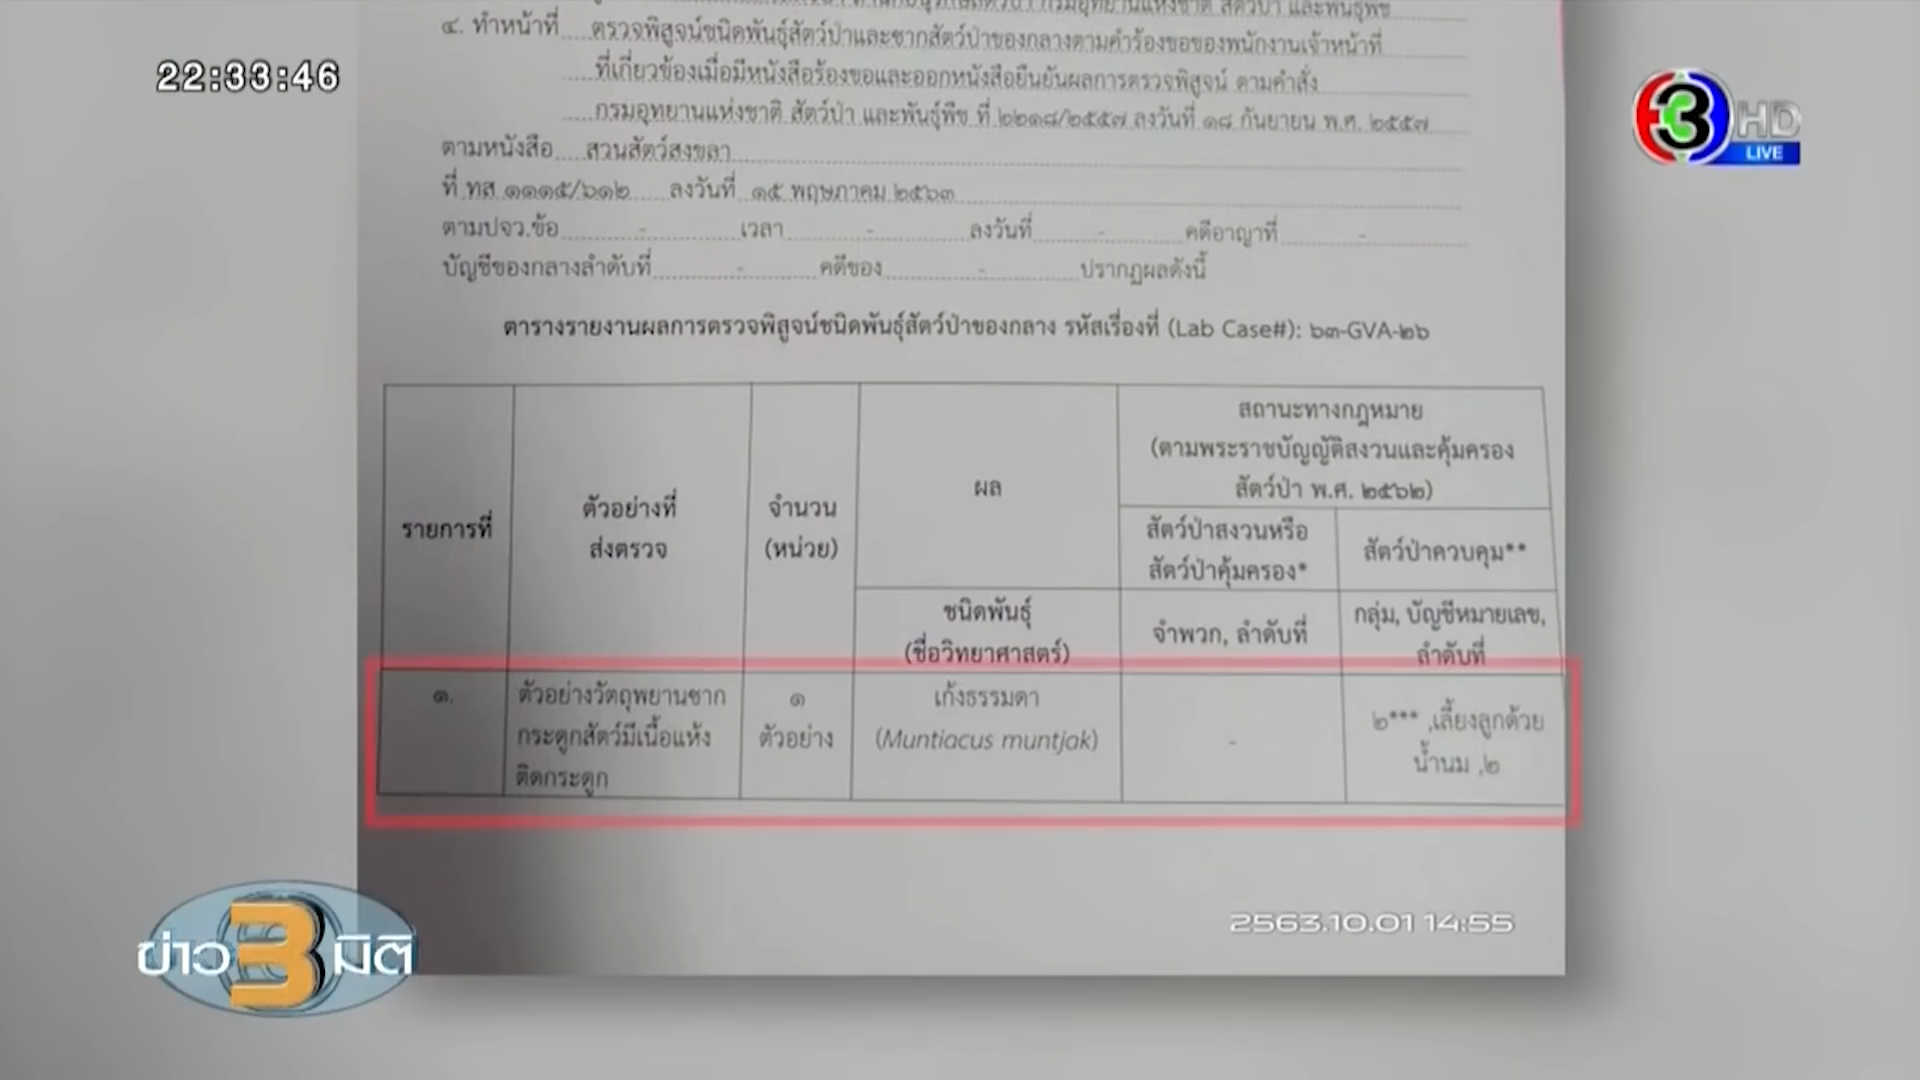 22:33:46
3 HD
LIVE
กรมอุทยานแห่งชาติ สัตว์ป่า และพันธุ์พืช
๔. ทำหน้าที่ ตรวจพิสูจน์ชนิดพันธุ์สัตว์ป่าและซากสัตว์ป่าของกลางตามคำร้องขอของพนักงานเจ้าหน้าที่
ที่เกี่ยวข้องเมื่อมีหนังสือร้องขอและออกหนังสือยืนยันผลการตรวจพิสูจน์ ตามคำสั่ง
กรมอุทยานแห่งชาติ สัตว์ป่า และพันธุ์พืช ที่ ๒๒๑๘/๒๕๕๗ ลงวันที่ ๑๘ กันยายน พ.ศ. ๒๕๕๗
ตามหนังสือ สวนสัตว์สงขลา
ที่ ทส ๑๑๑๕/๖๑๒ ลงวันที่ ๑๕ พฤษภาคม ๒๕๖๓
ตามปจว.ข้อ - เวลา - ลงวันที่ - คดีอาญาที่ -
บัญชีของกลางลำดับที่ - คดีของ - ปรากฏผลดังนี้
ตารางรายงานผลการตรวจพิสูจน์ชนิดพันธุ์สัตว์ป่าของกลาง รหัสเรื่องที่ (Lab Case#): ๖๓-GVA-๒๖
รายการที่
ตัวอย่างที่
ส่งตรวจ
จำนวน
(หน่วย)
ผล
ชนิดพันธุ์
(ชื่อวิทยาศาสตร์)
สถานะทางกฎหมาย
(ตามพระราชบัญญัติสงวนและคุ้มครอง
สัตว์ป่า พ.ศ. ๒๕๖๒)
สัตว์ป่าสงวนหรือ
สัตว์ป่าคุ้มครอง*
จำพวก, ลำดับที่
สัตว์ป่าควบคุม**
กลุ่ม, บัญชีหมายเลข,
ลำดับที่
๑.
ตัวอย่างวัตถุพยานซาก
กระดูกสัตว์มีเนื้อแห้ง
ติดกระดูก
๑
ตัวอย่าง
เก้งธรรมดา
(Muntiacus muntjak)
-
๒*** ,เลี้ยงลูกด้วย
น้ำนม ,๒
2563.10.01 14:55
ข่าว 3 มิติ